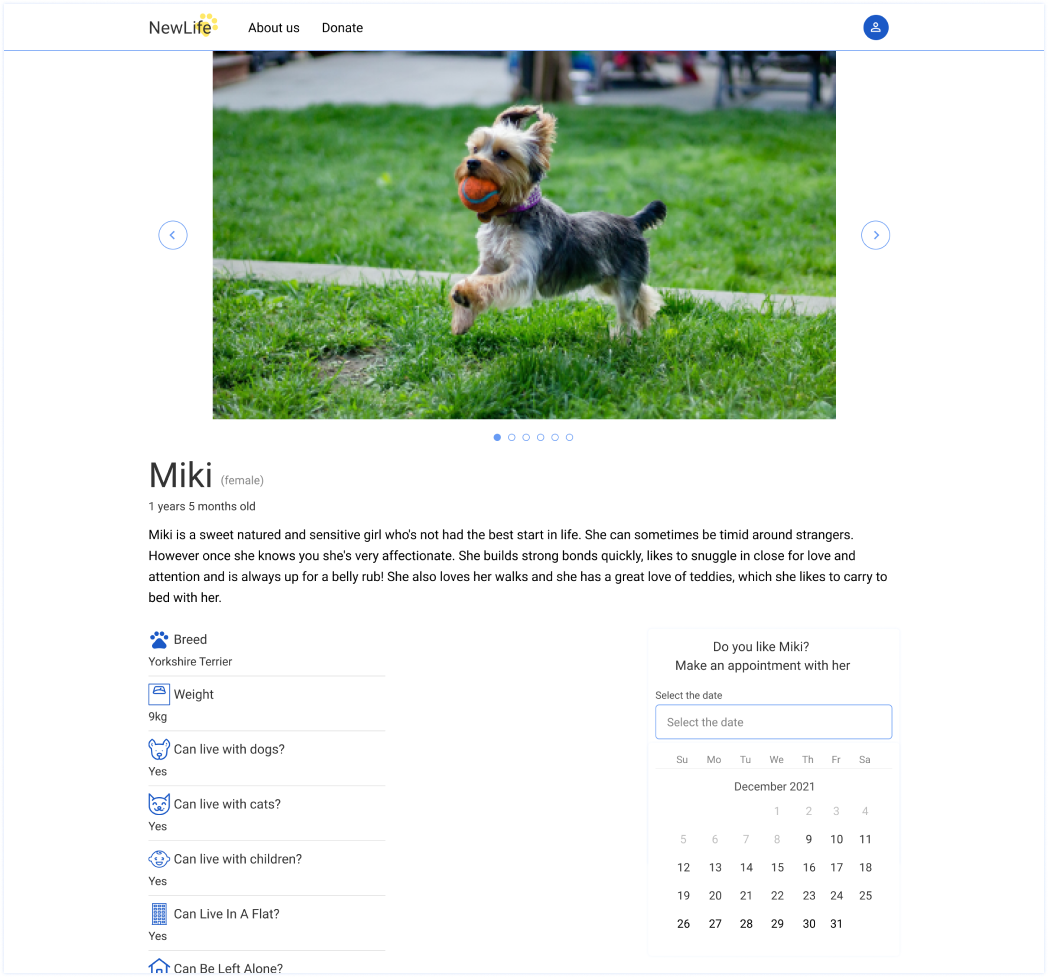 NewLife About us Donate
Miki (female)
1 years 5 months old
Miki is a sweet natured and sensitive girl who's not had the best start in life. She can sometimes be timid around strangers.
However once she knows you she's very affectionate. She builds strong bonds quickly, likes to snuggle in close for love and
attention and is always up for a belly rub! She also loves her walks and she has a great love of teddies, which she likes to carry to
bed with her.
Breed
Yorkshire Terrier
Weight
9kg
Can live with dogs?
Yes
Can live with cats?
Yes
Can live with children?
Yes
Can Live In A Flat?
Yes
Can Be Left Alone?
Do you like Miki?
Make an appointment with her
Select the date
Select the date
Su Mo Tu We Th Fr Sa
December 2021
1 2 3 4
5 6 7 8 9 10 11
12 13 14 15 16 17 18
19 20 21 22 23 24 25
26 27 28 29 30 31